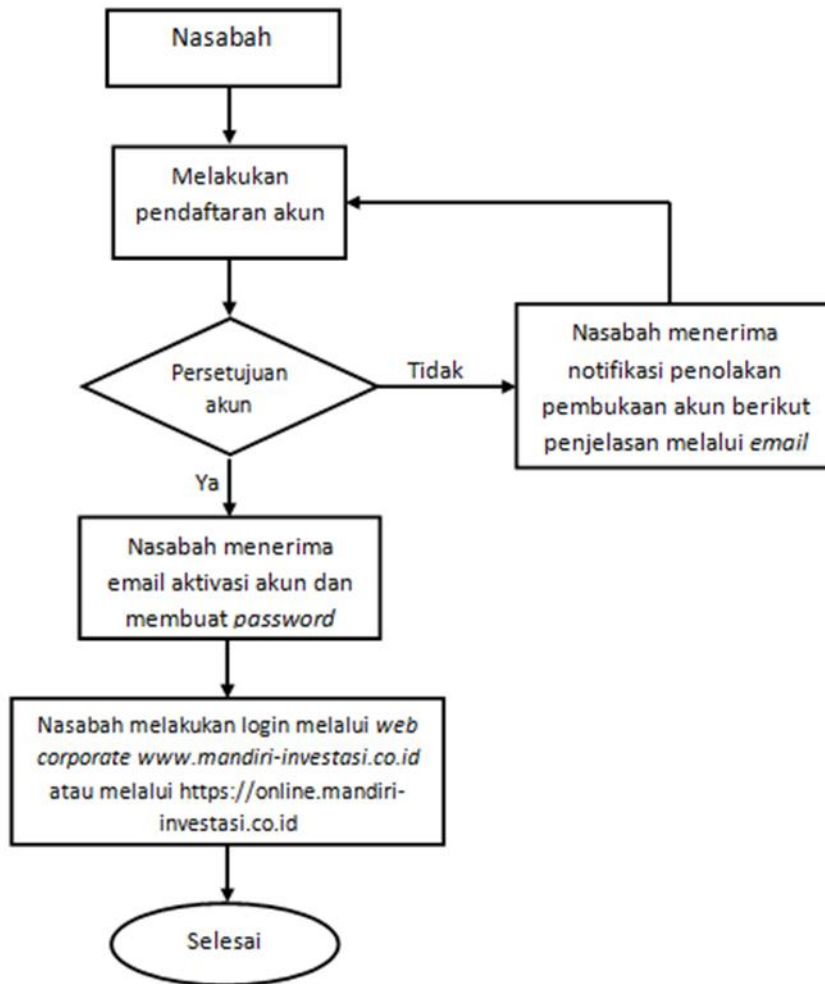 Nasabah
Melakukan
pendaftaran akun
Persetujuan
akun
Tidak
Nasabah menerima
notifikasi penolakan
pembukaan akun berikut
penjelasan melalui email
Ya
Nasabah menerima
email aktivasi akun dan
membuat password
Nasabah melakukan login melalui web
corporate www.mandiri-investasi.co.id
atau melalui https://online.mandiri-
investasi.co.id
Selesai